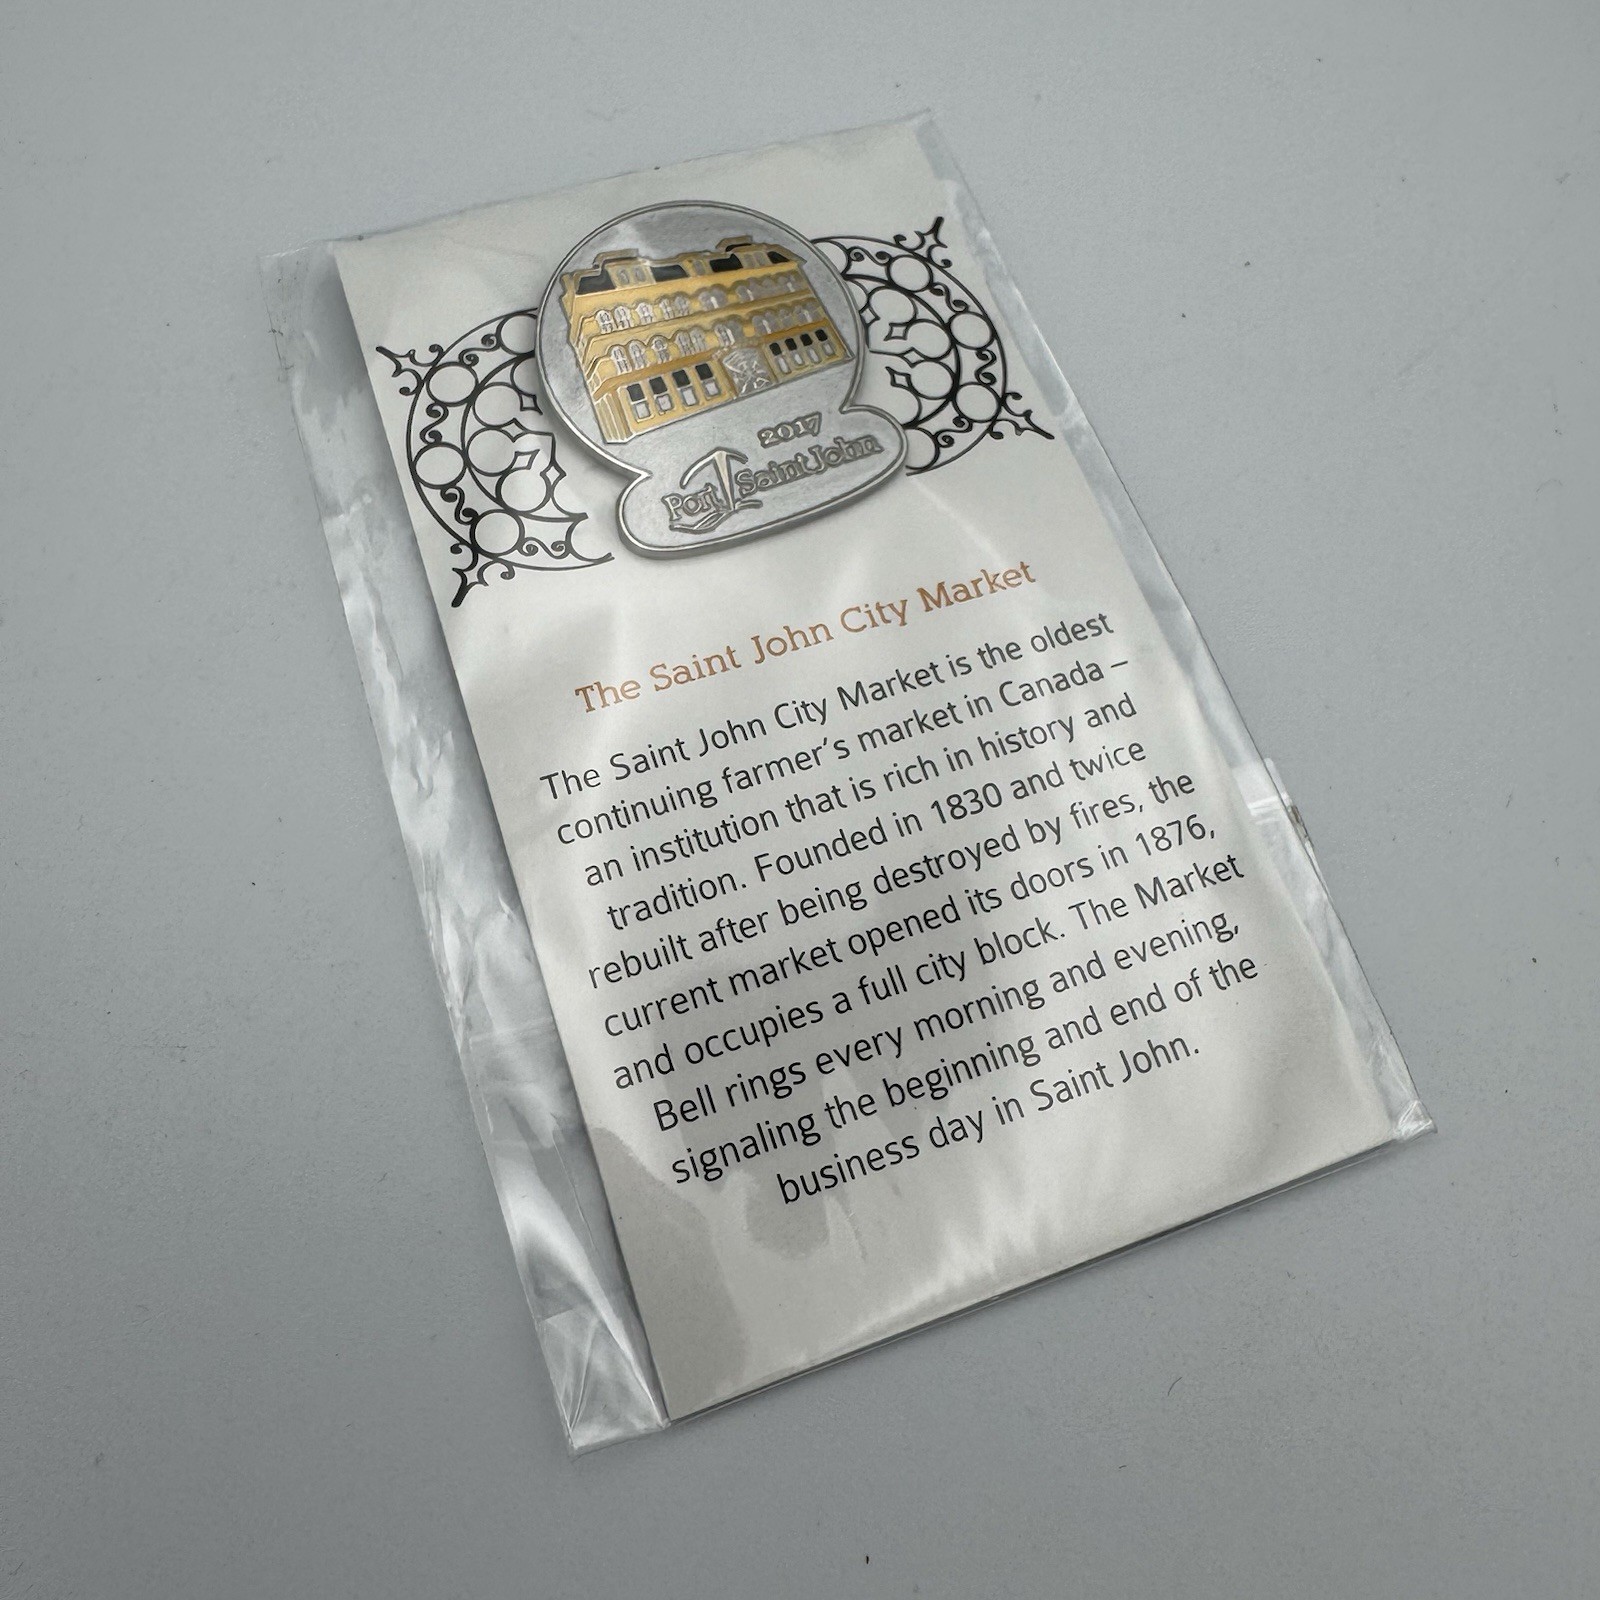 2017
Port Saint John
The Saint John City Market
The Saint John City Market is the oldest
continuing farmer's market in Canada –
an institution that is rich in history and
tradition. Founded in 1830 and twice
rebuilt after being destroyed by fires, the
current market opened its doors in 1876,
and occupies a full city block. The Market
Bell rings every morning and evening,
signaling the beginning and end of the
business day in Saint John.